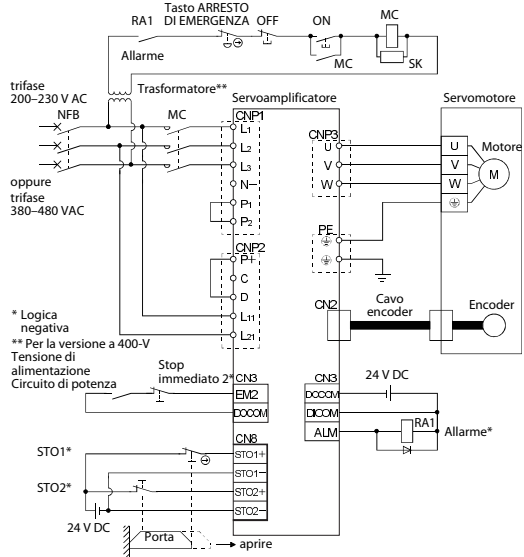 Tasto ARRESTO
DI EMERGENZA
RA1
OFF
ON
MC
Allarme
MC
SK
trifase
200–230 V AC
Trasformatore**
NFB
MC
Servoamplificatore
Servomotore
CNP1
L1
L2
L3
N–
P1
P2
CNP3
U
V
W
U
V
W
Motore
M
oppure
trifase
380–480 VAC
PE
CNP2
P+
C
D
L11
L21
CN2
Cavo
encoder
Encoder
* Logica
negativa
** Per la versione a 400-V
Tensione di
alimentazione
Circuito di potenza
Stop
immediato 2*
CN3
EM2
DOCOM
CN3
DOCOM
DICOM
ALM
24 V DC
RA1
Allarme*
CN8
STO1*
STO1+
STO1–
STO2*
STO2+
STO2–
24 V DC
Porta
aprire